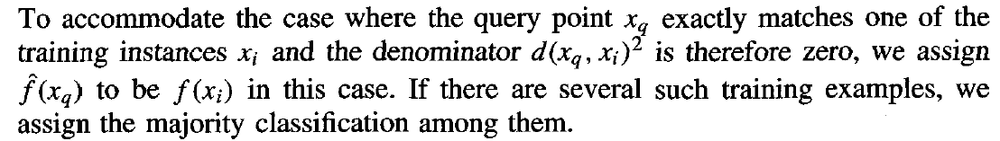 To accommodate the case where the query point x_q exactly matches one of the
training instances x_i and the denominator d(x_q, x_i)² is therefore zero, we assign
f̂(x_q) to be f(x_i) in this case. If there are several such training examples, we
assign the majority classification among them.